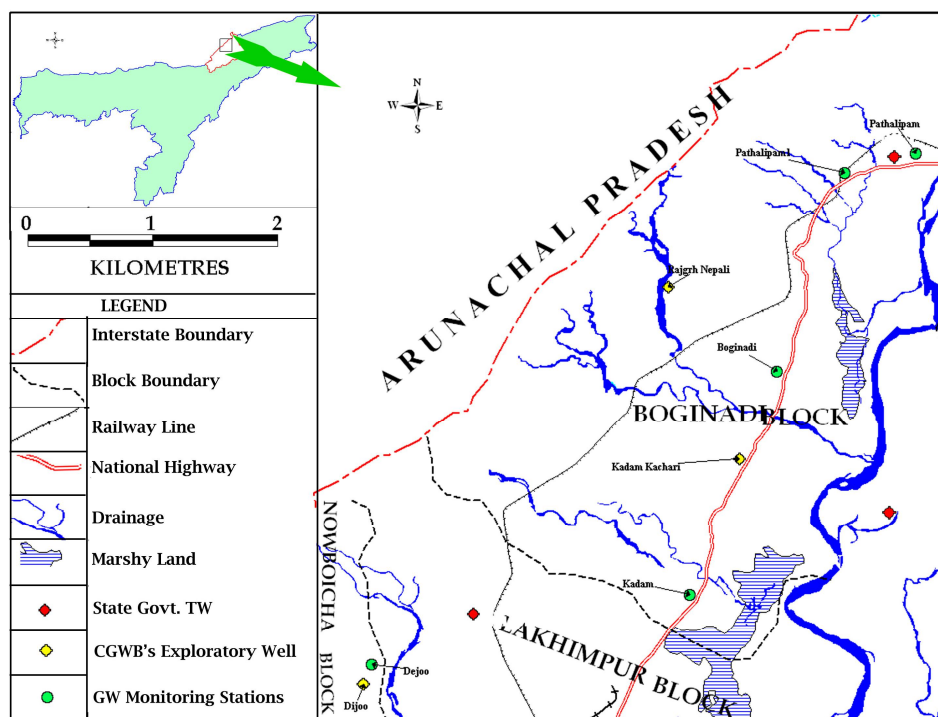 0 1 2
KILOMETRES
LEGEND
Interstate Boundary
Block Boundary
Railway Line
National Highway
Drainage
Marshy Land
State Govt. TW
CGWB's Exploratory Well
GW Monitoring Stations
N
W E
S
ARUNACHAL PRADESH
Pathalipam
Pathalipam1
Rajgrh Nepali
Boginadi
BOGINADI BLOCK
Kadam Kachari
NOWBOICHA BLOCK
Kadam
LAKHIMPUR BLOCK
Dejoo
Dijoo